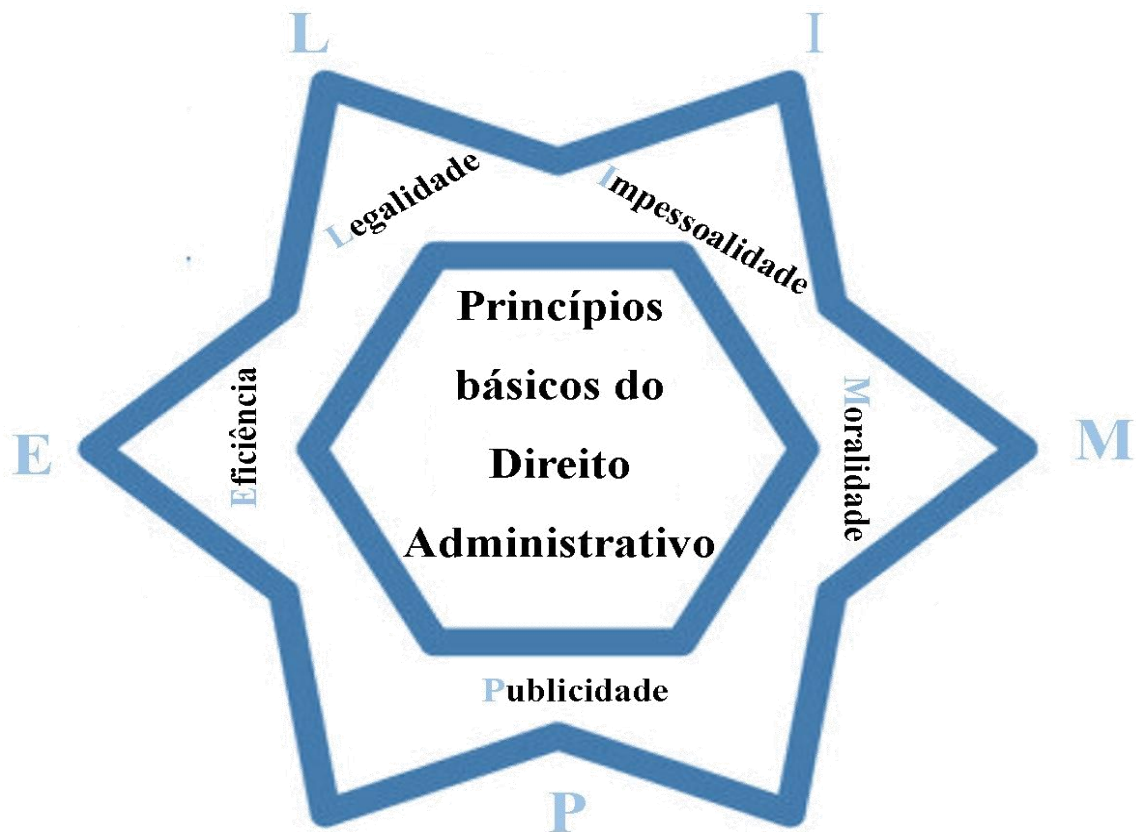 L
I
Legalidade
Impessoalidade
Princípios
básicos do
Direito
Administrativo
Eficiência
Moralidade
E
M
Publicidade
P